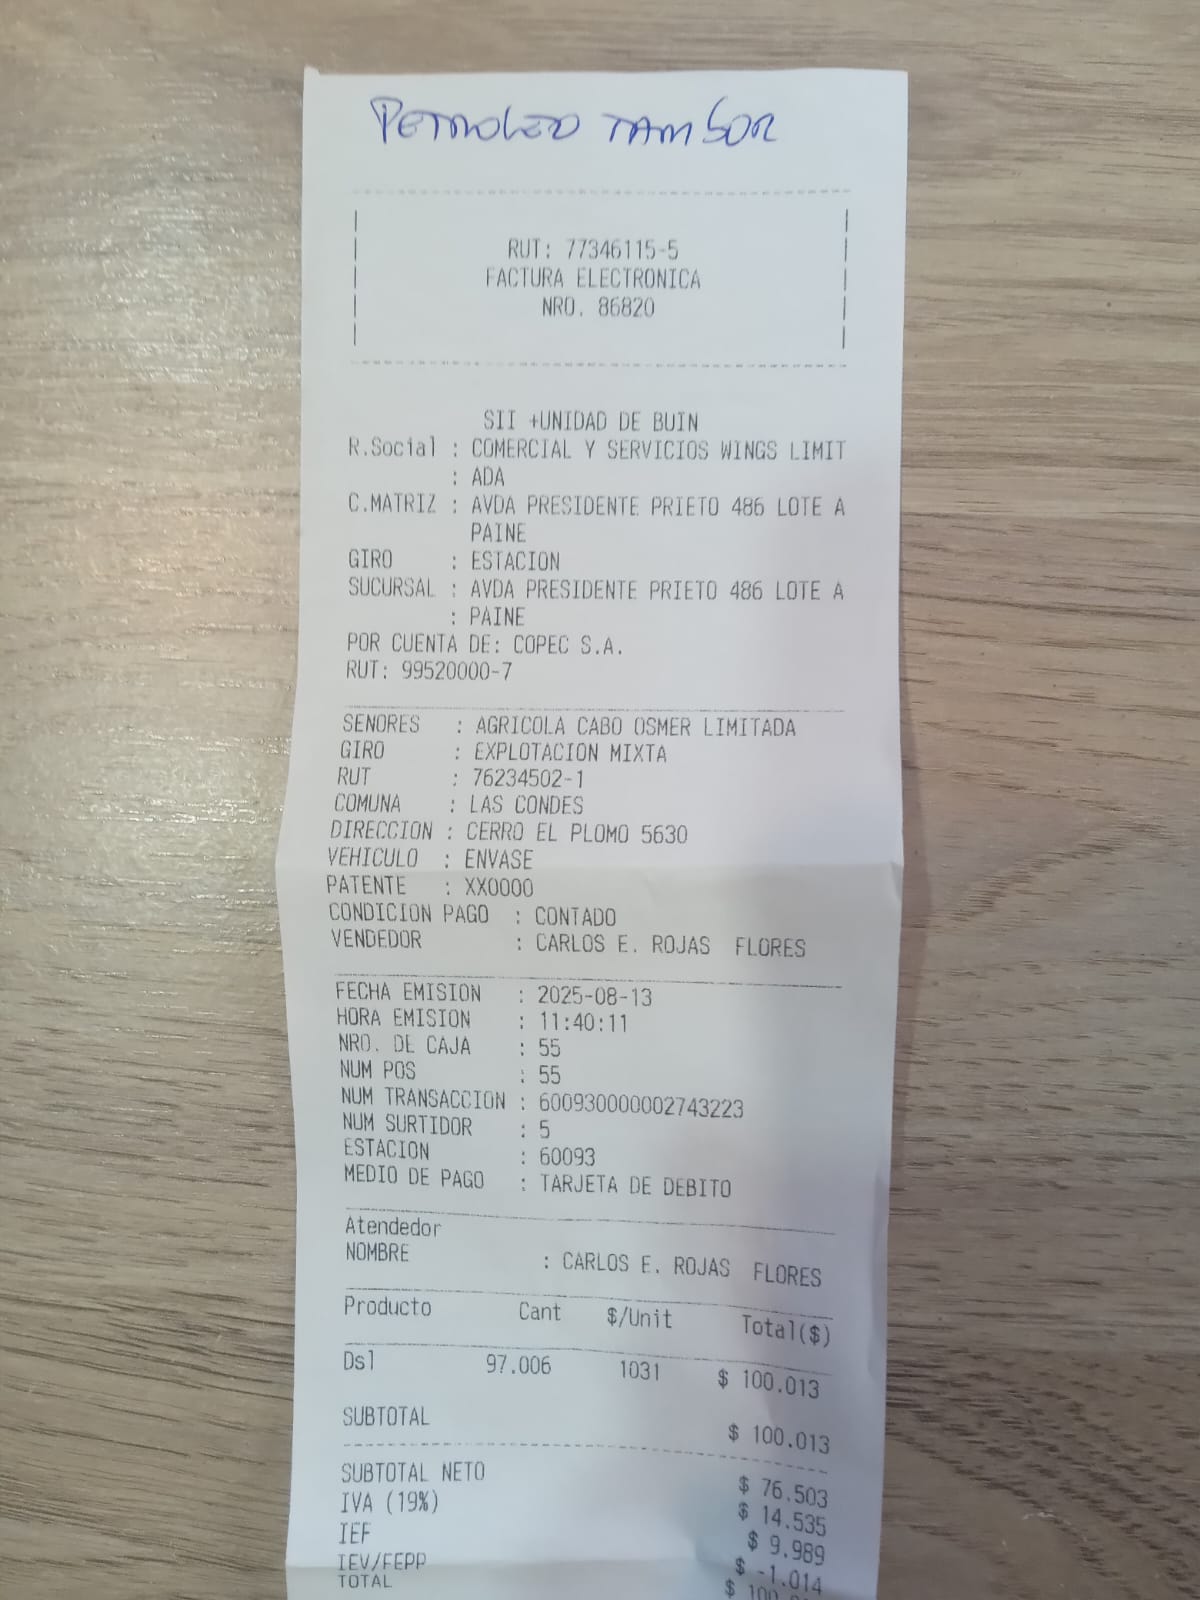 PETROLEO TAMBOR
RUT: 77346115-5
FACTURA ELECTRONICA
NRO. 86820
SII +UNIDAD DE BUIN
R.Social : COMERCIAL Y SERVICIOS WINGS LIMIT
: ADA
C.MATRIZ : AVDA PRESIDENTE PRIETO 486 LOTE A
PAINE
GIRO : ESTACION
SUCURSAL : AVDA PRESIDENTE PRIETO 486 LOTE A
: PAINE
POR CUENTA DE: COPEC S.A.
RUT: 99520000-7
SENORES : AGRICOLA CABO OSMER LIMITADA
GIRO : EXPLOTACION MIXTA
RUT : 76234502-1
COMUNA : LAS CONDES
DIRECCION : CERRO EL PLOMO 5630
VEHICULO : ENVASE
PATENTE : XX0000
CONDICION PAGO : CONTADO
VENDEDOR : CARLOS E. ROJAS FLORES
FECHA EMISION : 2025-08-13
HORA EMISION : 11:40:11
NRO. DE CAJA : 55
NUM POS : 55
NUM TRANSACCION : 600930000002743223
NUM SURTIDOR : 5
ESTACION : 60093
MEDIO DE PAGO : TARJETA DE DEBITO
Atendedor
NOMBRE : CARLOS E. ROJAS FLORES
Producto Cant $/Unit Total($)
Dsl 97.006 1031 $ 100.013
SUBTOTAL $ 100.013
SUBTOTAL NETO $ 76.503
IVA (19%) $ 14.535
IEF $ 9.989
IEV/FEPP $ -1.014
TOTAL $